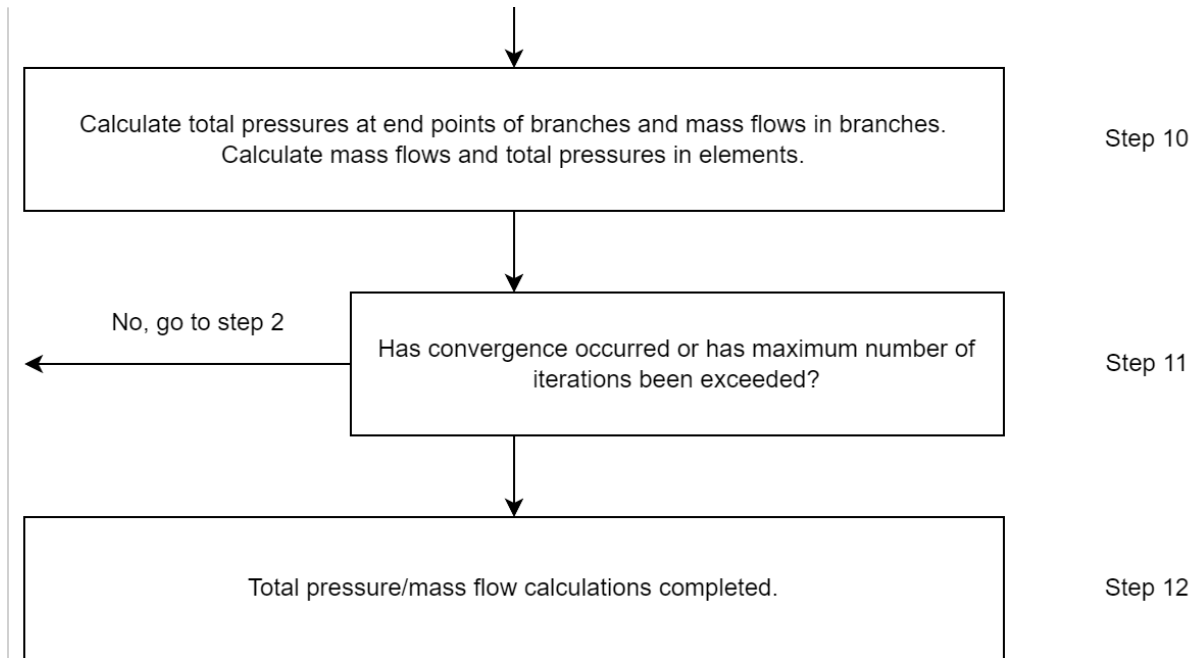 Calculate total pressures at end points of branches and mass flows in branches.
Calculate mass flows and total pressures in elements.
Step 10
No, go to step 2
Has convergence occurred or has maximum number of
iterations been exceeded?
Step 11
Total pressure/mass flow calculations completed.
Step 12